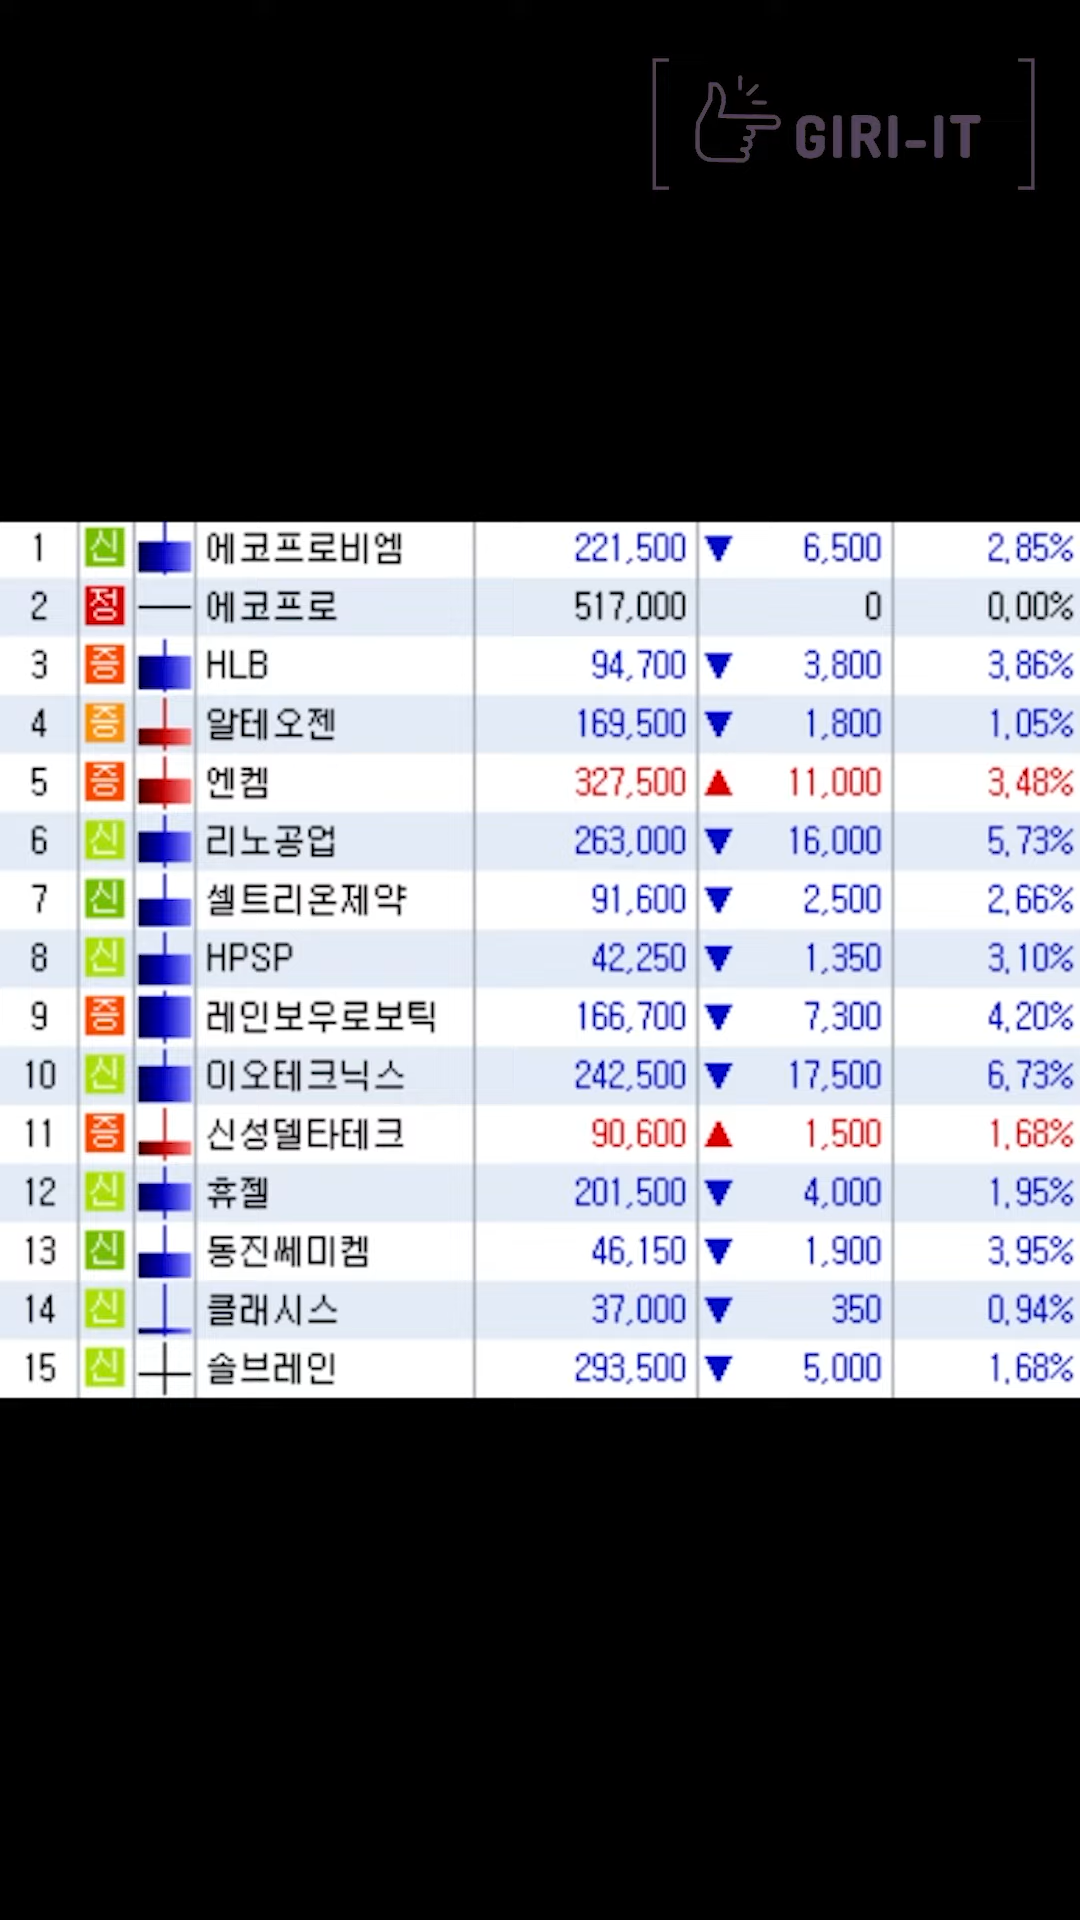 GIRI-IT
1 신 에코프로비엠 221,500 ▼ 6,500 2.85%
2 정 에코프로 517,000 0 0.00%
3 증 HLB 94,700 ▼ 3,800 3.86%
4 증 알테오젠 169,500 ▼ 1,800 1.05%
5 증 엔켐 327,500 ▲ 11,000 3.48%
6 신 리노공업 263,000 ▼ 16,000 5.73%
7 신 셀트리온제약 91,600 ▼ 2,500 2.66%
8 신 HPSP 42,250 ▼ 1,350 3.10%
9 증 레인보우로보틱 166,700 ▼ 7,300 4.20%
10 신 이오테크닉스 242,500 ▼ 17,500 6.73%
11 증 신성델타테크 90,600 ▲ 1,500 1.68%
12 신 휴젤 201,500 ▼ 4,000 1.95%
13 신 동진쎄미켐 46,150 ▼ 1,900 3.95%
14 신 클래시스 37,000 ▼ 350 0.94%
15 신 솔브레인 293,500 ▼ 5,000 1.68%